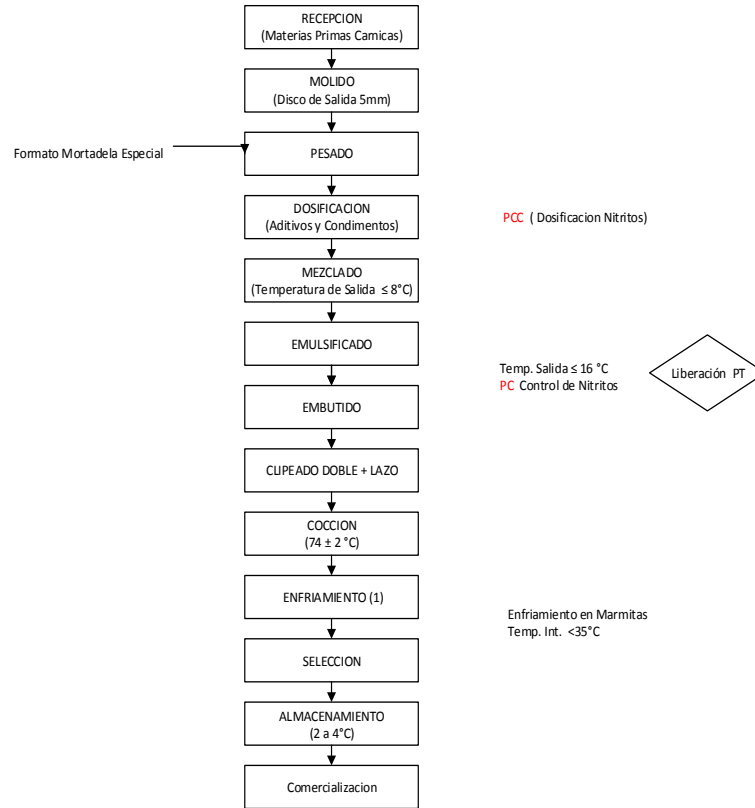 RECEPCION
(Materias Primas Carnicas)
MOLIDO
(Disco de Salida 5mm)
Formato Mortadela Especial
PESADO
DOSIFICACION
(Aditivos y Condimentos)
PCC ( Dosificacion Nitritos)
MEZCLADO
(Temperatura de Salida ≤ 8°C)
EMULSIFICADO
Temp. Salida ≤ 16 °C
PC Control de Nitritos
Liberación PT
EMBUTIDO
CLIPEADO DOBLE + LAZO
COCCION
(74 ± 2 °C)
ENFRIAMIENTO (1)
Enfriamiento en Marmitas
Temp. Int. <35°C
SELECCION
ALMACENAMIENTO
(2 a 4°C)
Comercializacion